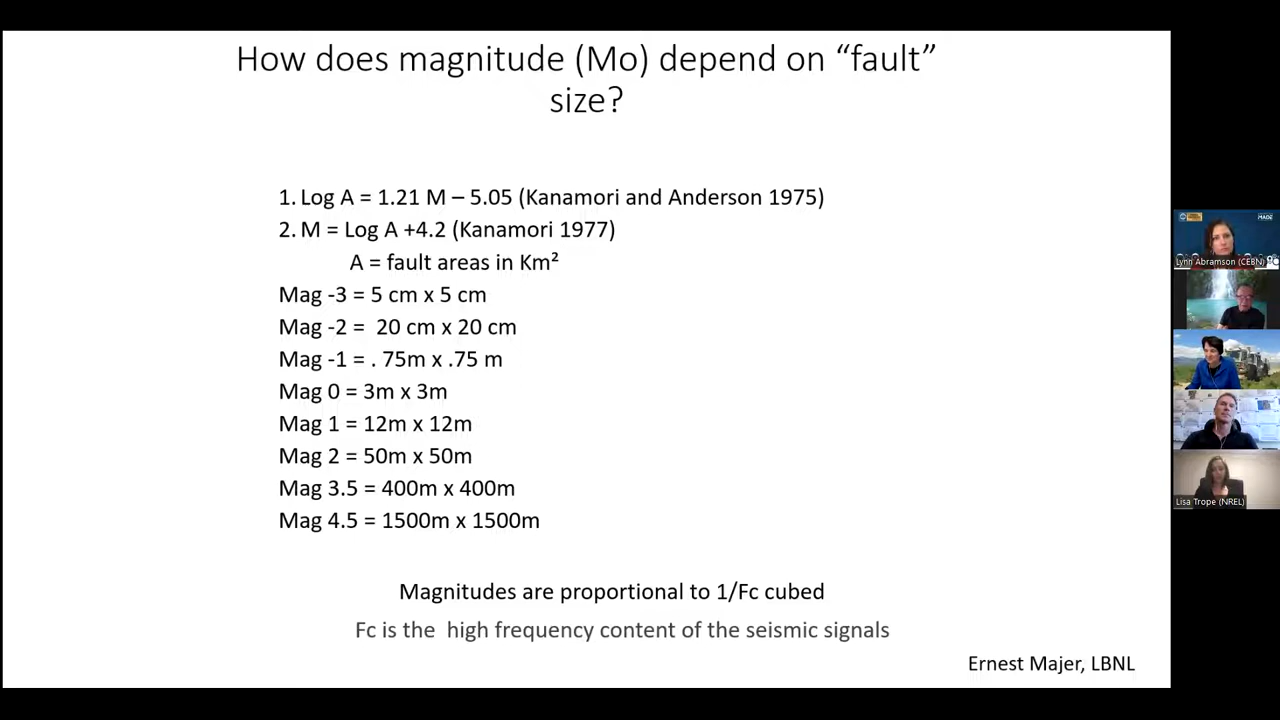 How does magnitude (Mo) depend on “fault”
size?
1. Log A = 1.21 M – 5.05 (Kanamori and Anderson 1975)
2. M = Log A +4.2 (Kanamori 1977)
A = fault areas in Km²
Mag -3 = 5 cm x 5 cm
Mag -2 = 20 cm x 20 cm
Mag -1 = . 75m x .75 m
Mag 0 = 3m x 3m
Mag 1 = 12m x 12m
Mag 2 = 50m x 50m
Mag 3.5 = 400m x 400m
Mag 4.5 = 1500m x 1500m
Magnitudes are proportional to 1/Fc cubed
Fc is the high frequency content of the seismic signals
Ernest Majer, LBNL
MADE
Lynn Abramson (CEBN)
Lisa Trope (NREL)